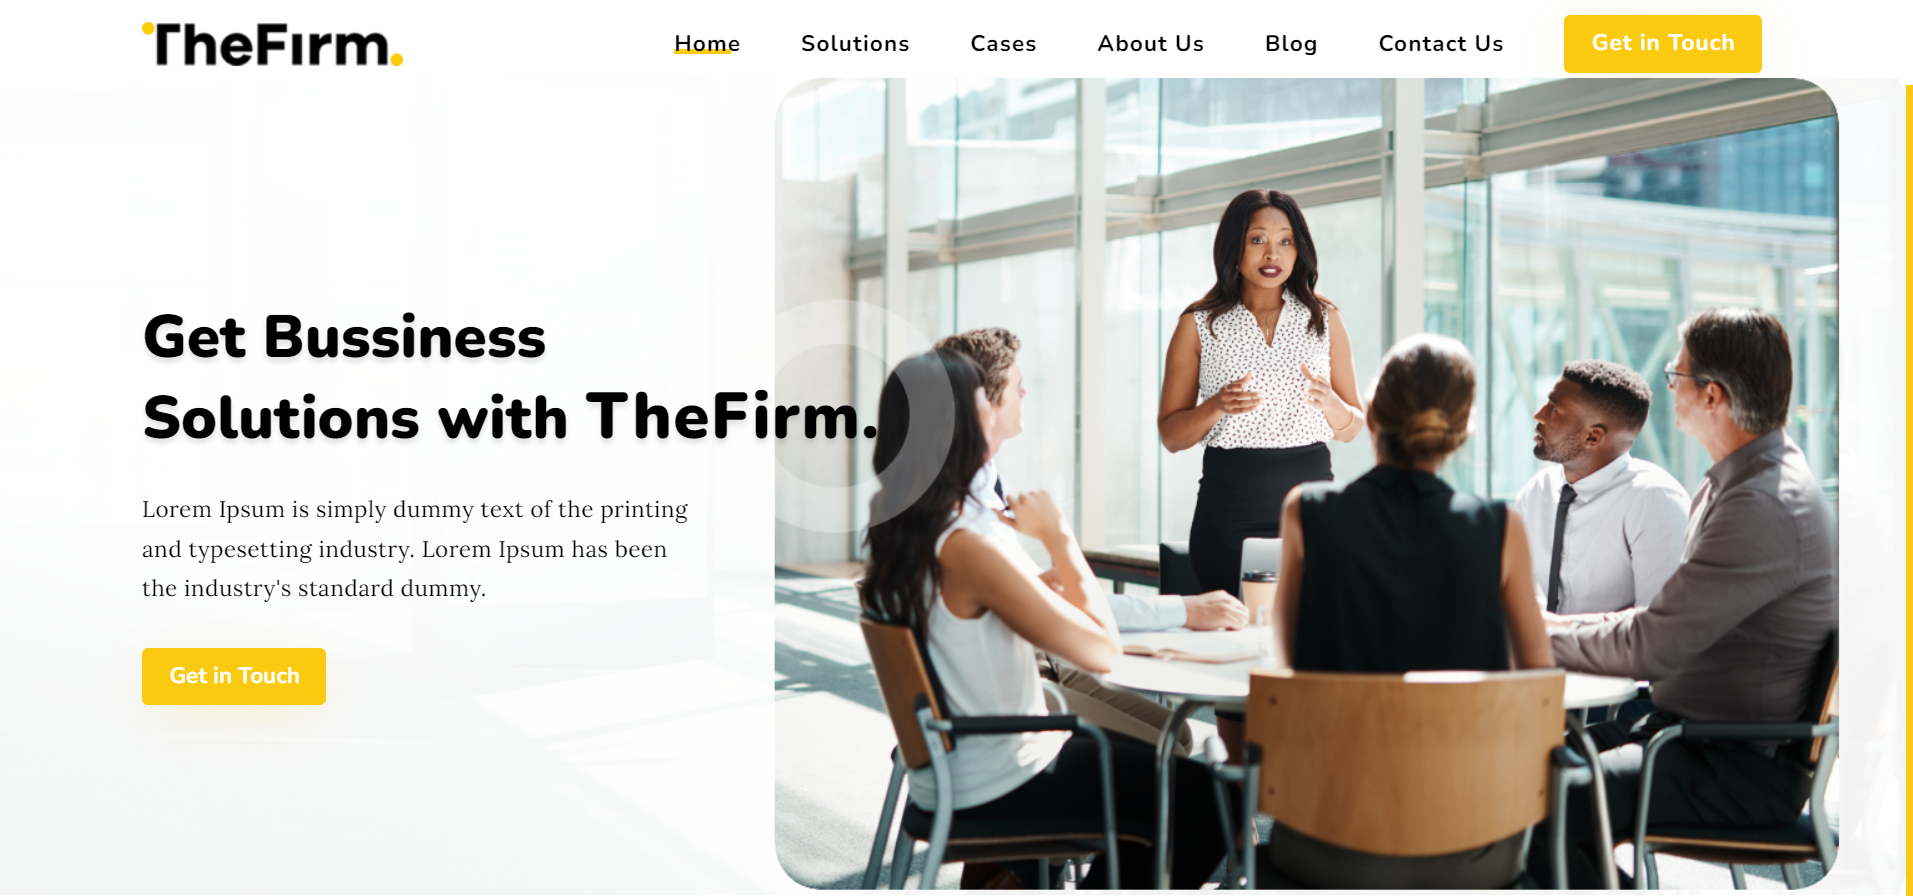 TheFirm.
Home Solutions Cases About Us Blog Contact Us Get in Touch
Get Bussiness
Solutions with TheFirm.
Lorem Ipsum is simply dummy text of the printing
and typesetting industry. Lorem Ipsum has been
the industry's standard dummy.
Get in Touch